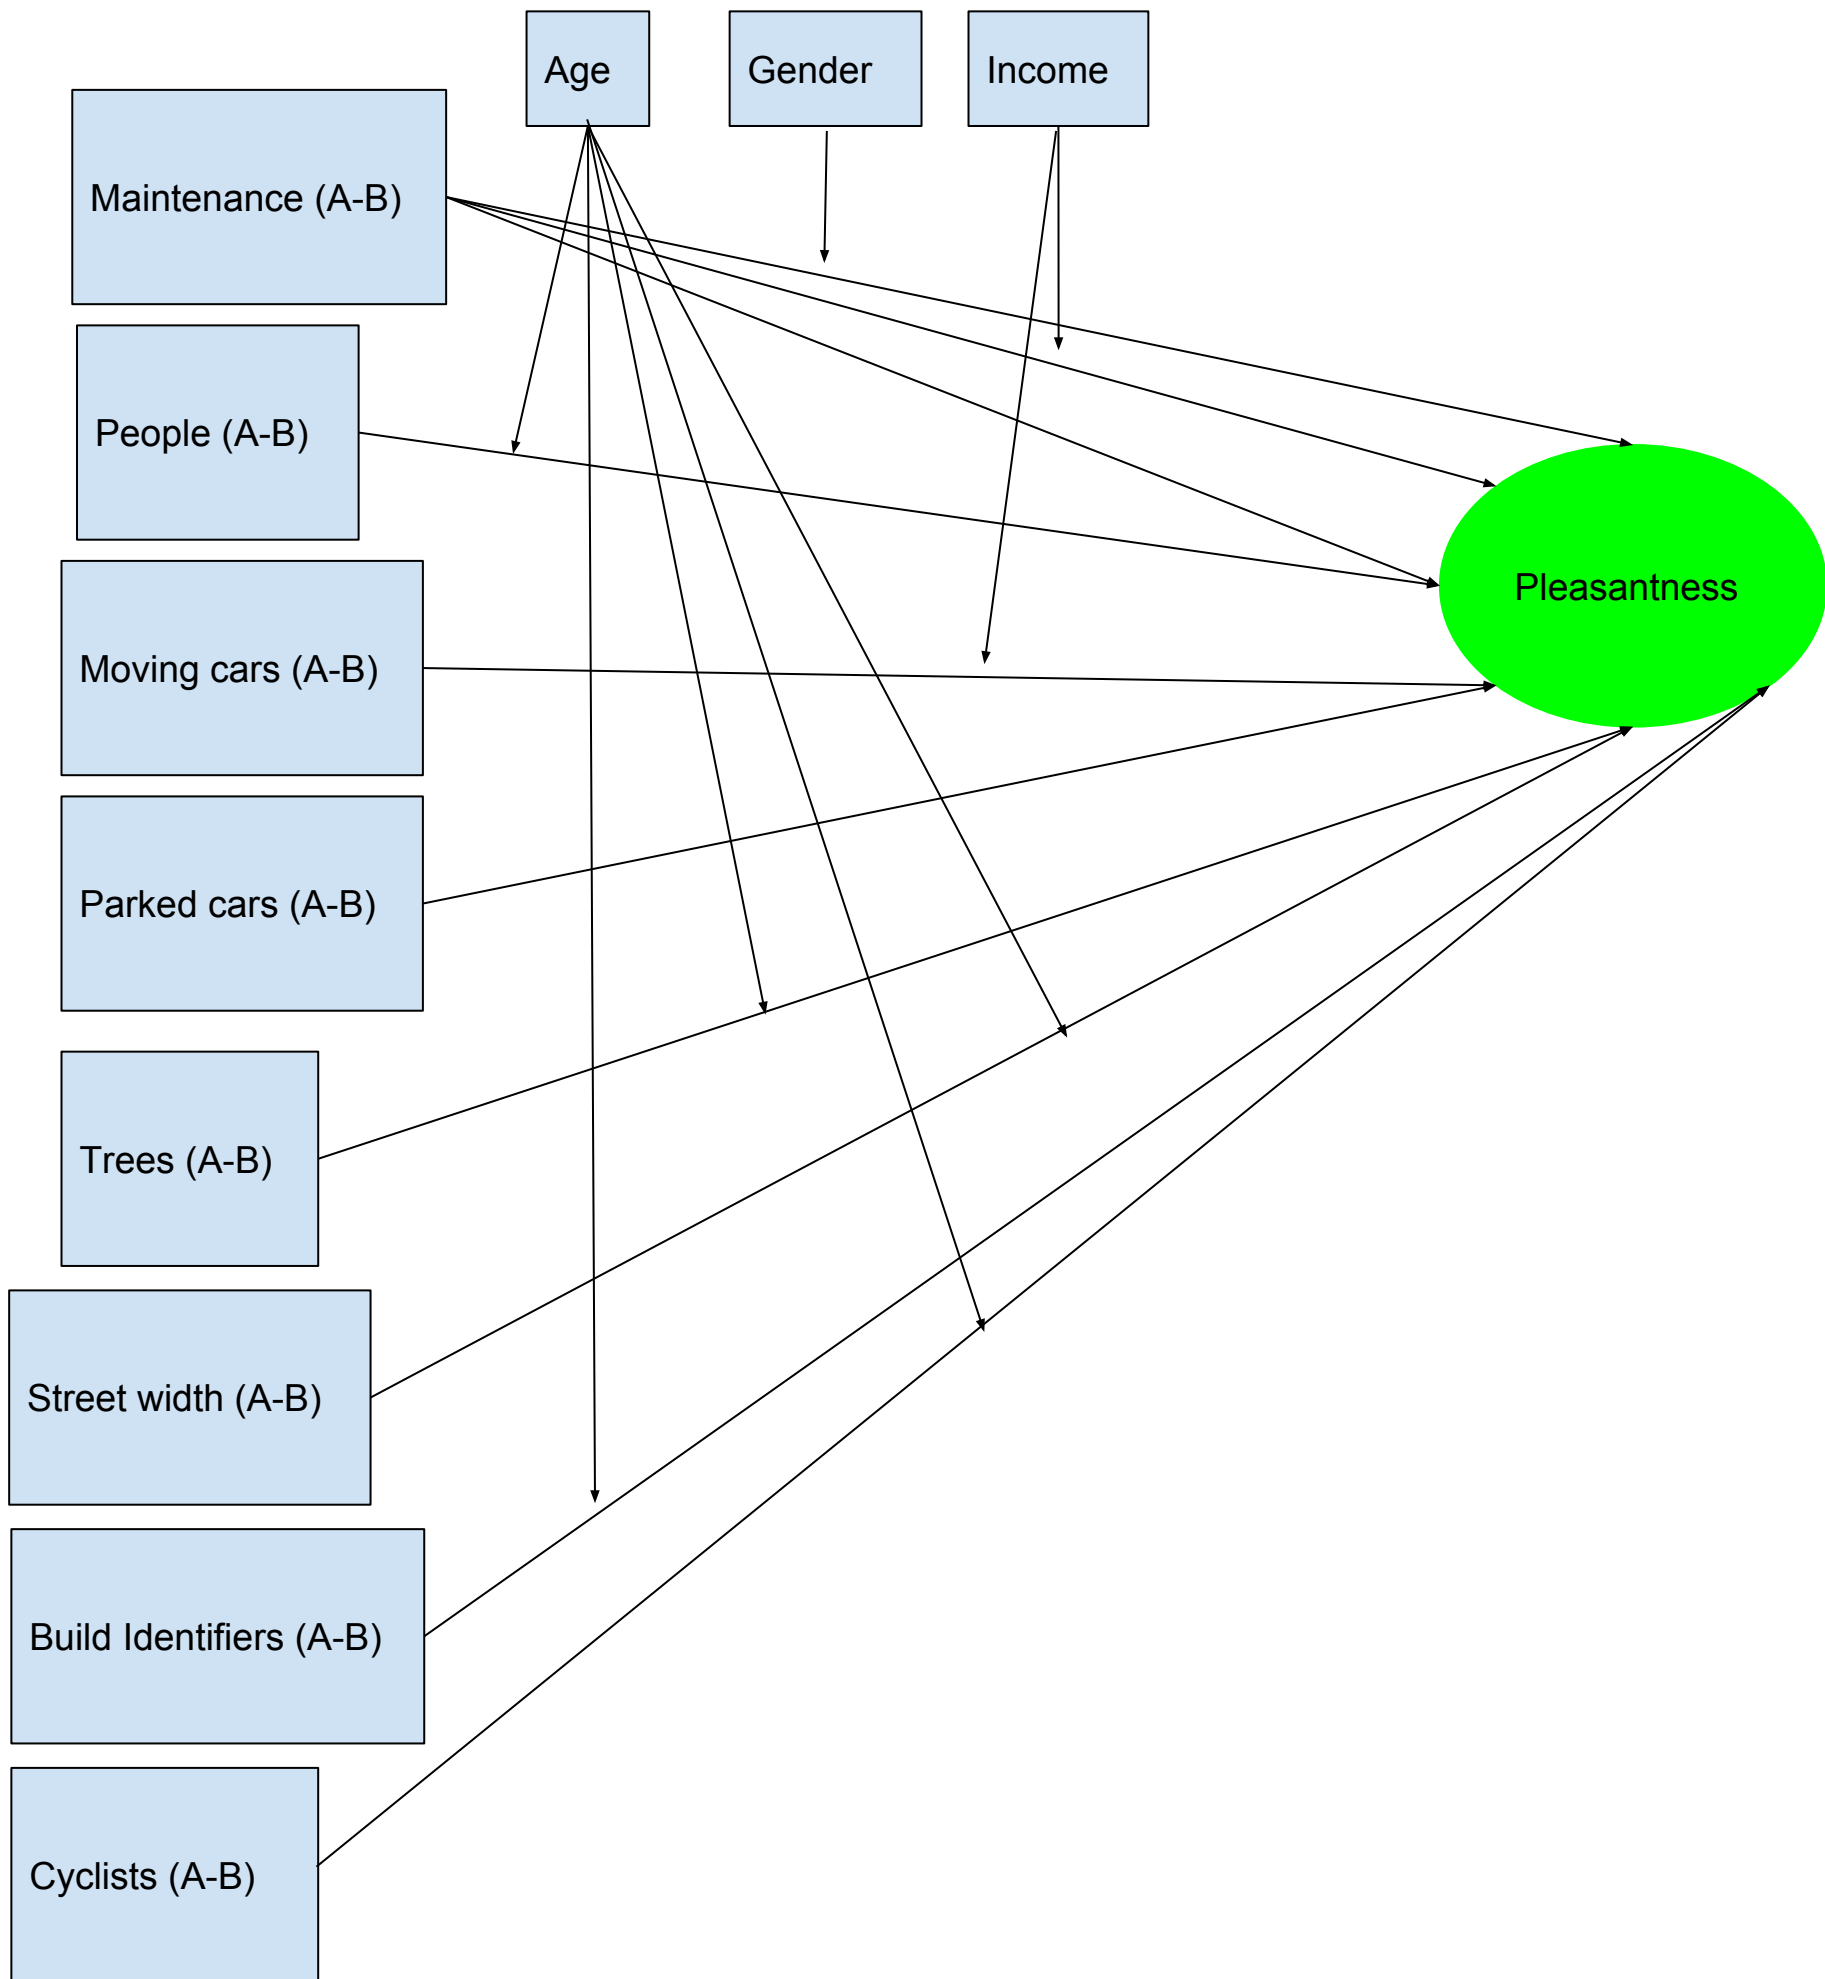 Age
Gender
Income
Maintenance (A-B)
People (A-B)
Moving cars (A-B)
Pleasantness
Parked cars (A-B)
Trees (A-B)
Street width (A-B)
Build Identifiers (A-B)
Cyclists (A-B)